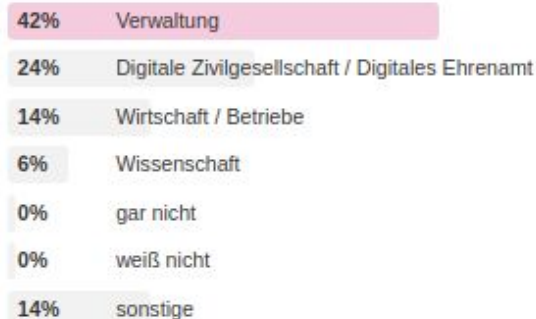 42% Verwaltung
24% Digitale Zivilgesellschaft / Digitales Ehrenamt
14% Wirtschaft / Betriebe
6% Wissenschaft
0% gar nicht
0% weiß nicht
14% sonstige